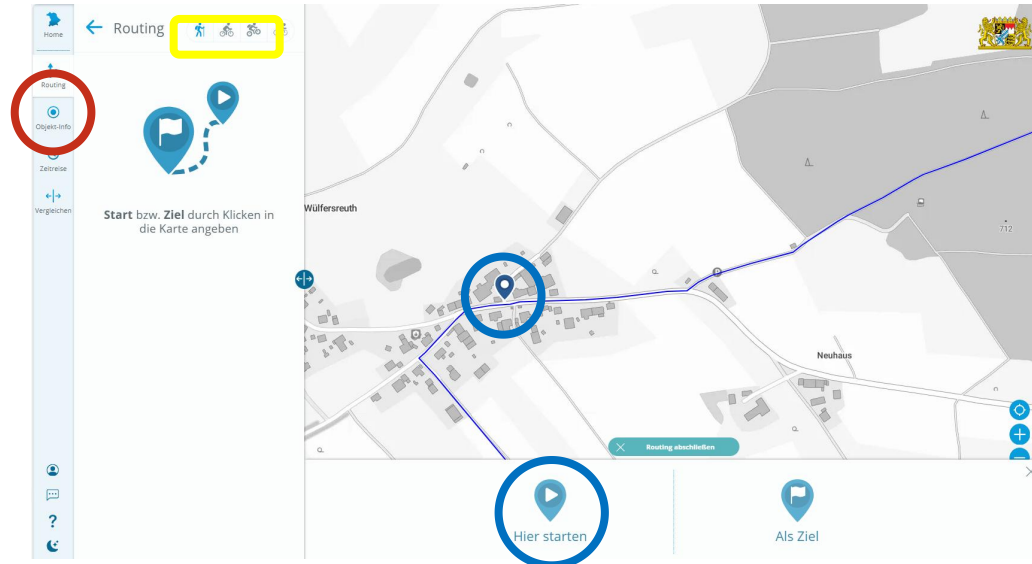 Home
Routing
Routing
Objekt-Info
Zeitreise
Vergleichen
Start bzw. Ziel durch Klicken in
die Karte angeben
Wülfersreuth
712
Neuhaus
Routing abschließen
Hier starten
Als Ziel